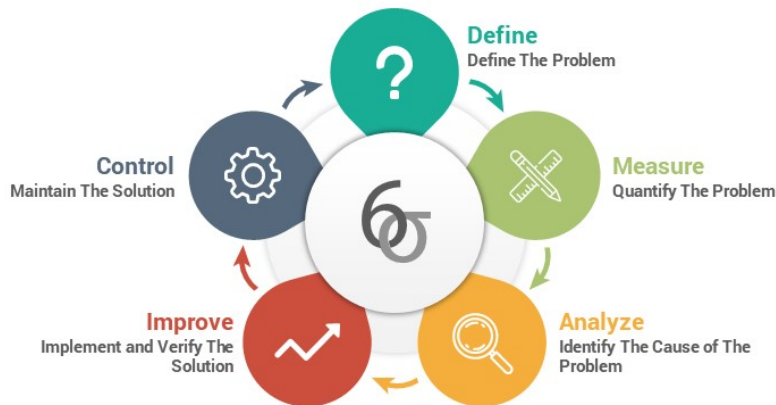 Define
Define The Problem
Measure
Quantify The Problem
Analyze
Identify The Cause of The
Problem
Improve
Implement and Verify The
Solution
Control
Maintain The Solution
?
6σ